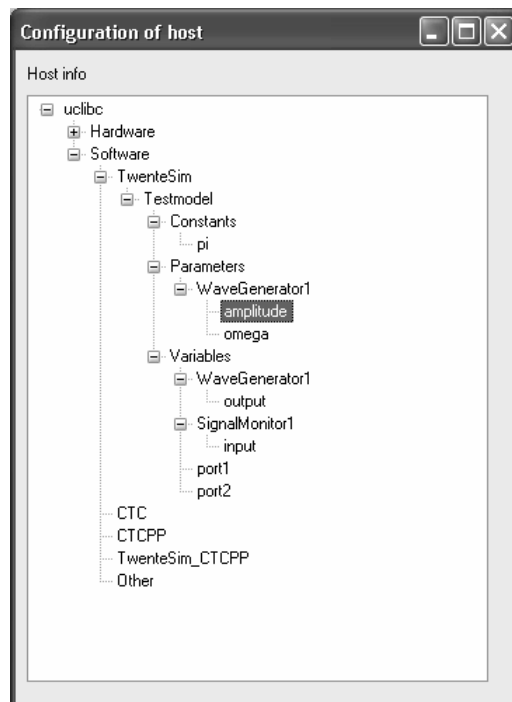 Configuration of host
Host info
uclibc
Hardware
Software
TwenteSim
Testmodel
Constants
pi
Parameters
WaveGenerator1
amplitude
omega
Variables
WaveGenerator1
output
SignalMonitor1
input
port1
port2
CTC
CTCPP
TwenteSim_CTCPP
Other